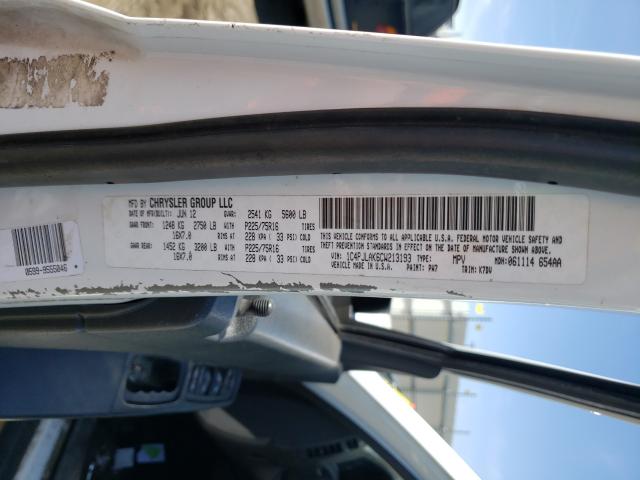 MFD BY CHRYSLER GROUP LLC
DATE OF MFG(BUILT): JUN 12 GVWR: 2541 KG 5600 LB
GAWR FRONT: 1248 KG 2750 LB WITH P225/75R16 TIRES
16X7.0 RIMS AT 228 KPA ( 33 PSI) COLD
GAWR REAR: 1452 KG 3200 LB WITH P225/75R16 TIRES
16X7.0 RIMS AT 228 KPA ( 33 PSI) COLD
THIS VEHICLE CONFORMS TO ALL APPLICABLE U.S.A. FEDERAL MOTOR VEHICLE SAFETY AND
THEFT PREVENTION STANDARDS IN EFFECT ON THE DATE OF MANUFACTURE SHOWN ABOVE.
VIN: 1C4PJLAK6CW213193 TYPE: MPV MDH:061114 654AA
VEHICLE MADE IN U.S.A. PAINT: PW7 TRIM: K7DV